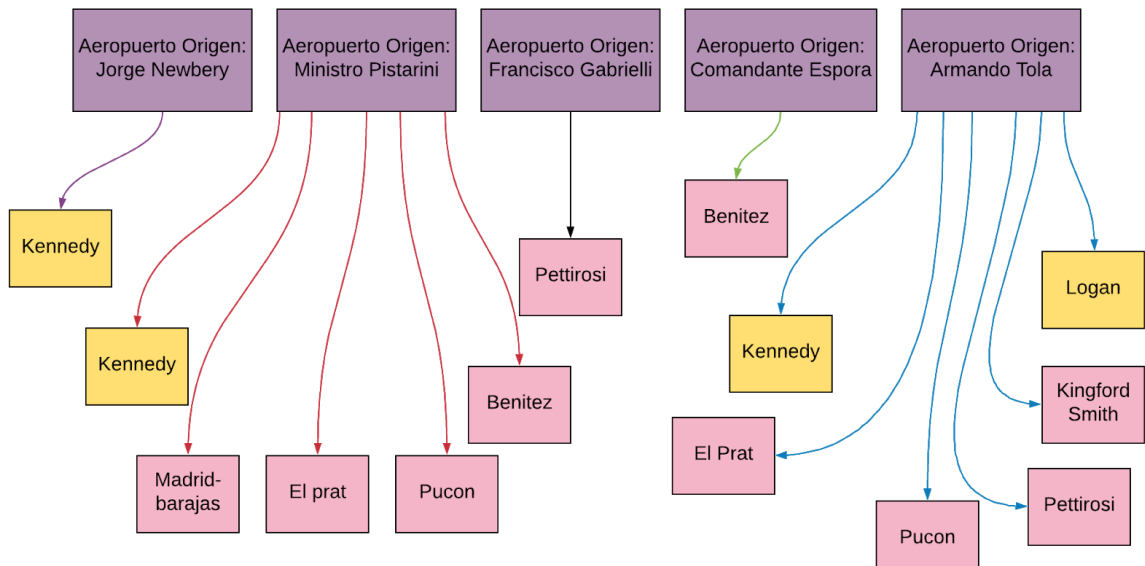 Aeropuerto Origen:
Jorge Newbery
Aeropuerto Origen:
Ministro Pistarini
Aeropuerto Origen:
Francisco Gabrielli
Aeropuerto Origen:
Comandante Espora
Aeropuerto Origen:
Armando Tola
Kennedy
Kennedy
Madrid-
barajas
El prat
Pucon
Benitez
Pettirosi
Benitez
Kennedy
El Prat
Pucon
Pettirosi
Kingford
Smith
Logan